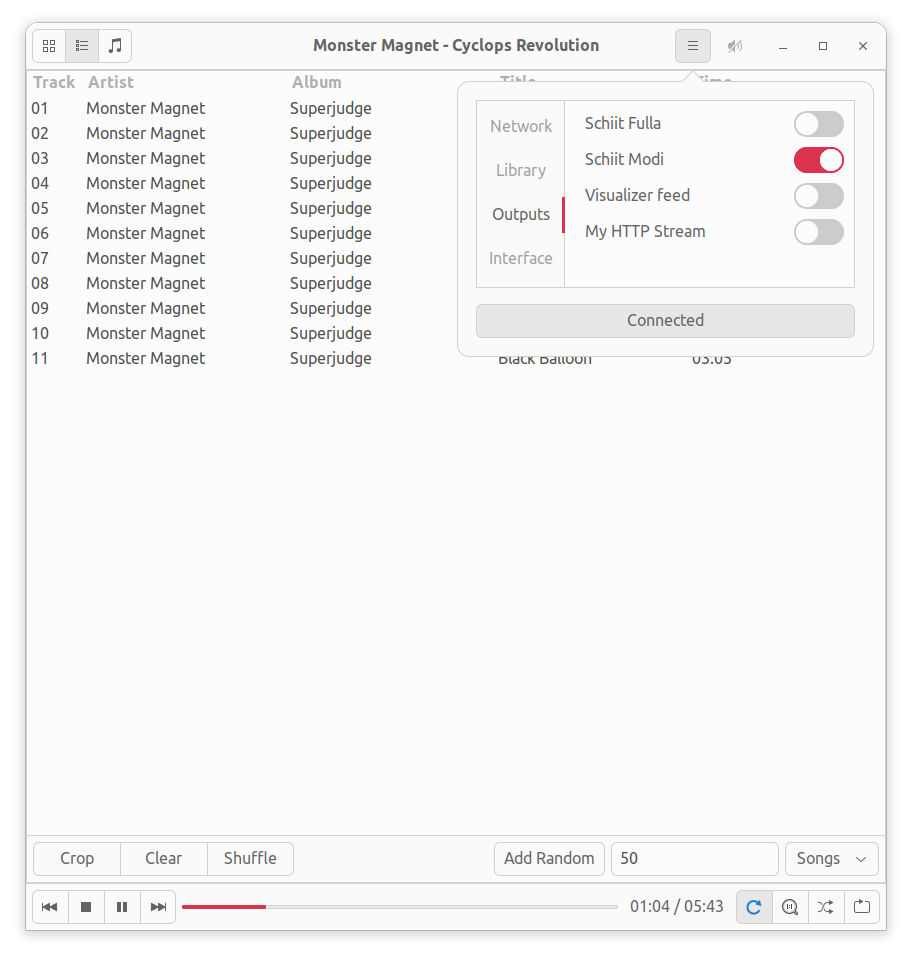 Monster Magnet - Cyclops Revolution
Track Artist Album Title Time
01 Monster Magnet Superjudge
02 Monster Magnet Superjudge
03 Monster Magnet Superjudge
04 Monster Magnet Superjudge
05 Monster Magnet Superjudge
06 Monster Magnet Superjudge
07 Monster Magnet Superjudge
08 Monster Magnet Superjudge
09 Monster Magnet Superjudge
10 Monster Magnet Superjudge
11 Monster Magnet Superjudge Black Balloon 03:03
Network
Library
Outputs
Interface
Schiit Fulla
Schiit Modi
Visualizer feed
My HTTP Stream
Connected
Crop Clear Shuffle Add Random 50 Songs
01:04 / 05:43